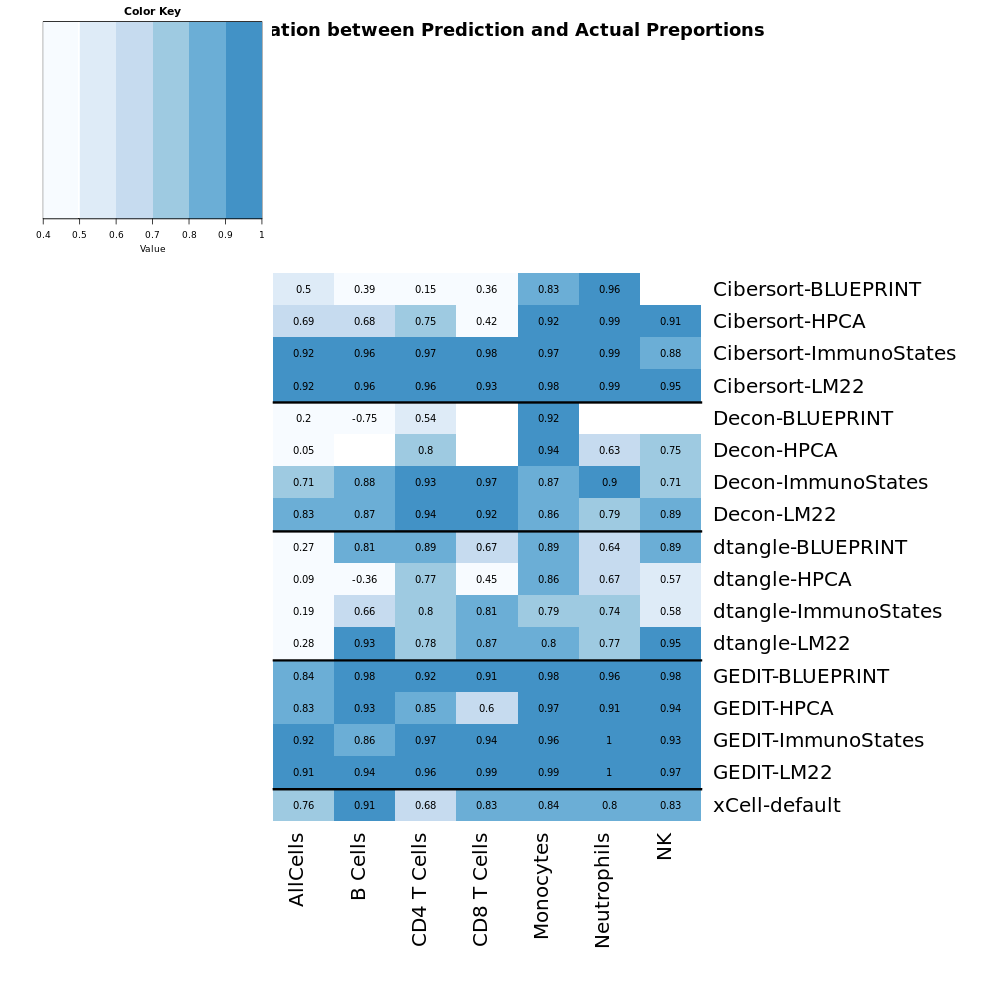 Color Key
ation between Prediction and Actual Preportions
0.4 0.5 0.6 0.7 0.8 0.9 1
Value
0.5 0.39 0.15 0.36 0.83 0.96 Cibersort-BLUEPRINT
0.69 0.68 0.75 0.42 0.92 0.99 0.91 Cibersort-HPCA
0.92 0.96 0.97 0.98 0.97 0.99 0.88 Cibersort-ImmunoStates
0.92 0.96 0.96 0.93 0.98 0.99 0.95 Cibersort-LM22
0.2 -0.75 0.54 0.92 Decon-BLUEPRINT
0.05 0.8 0.94 0.63 0.75 Decon-HPCA
0.71 0.88 0.93 0.97 0.87 0.9 0.71 Decon-ImmunoStates
0.83 0.87 0.94 0.92 0.86 0.79 0.89 Decon-LM22
0.27 0.81 0.89 0.67 0.89 0.64 0.89 dtangle-BLUEPRINT
0.09 -0.36 0.77 0.45 0.86 0.67 0.57 dtangle-HPCA
0.19 0.66 0.8 0.81 0.79 0.74 0.58 dtangle-ImmunoStates
0.28 0.93 0.78 0.87 0.8 0.77 0.95 dtangle-LM22
0.84 0.98 0.92 0.91 0.98 0.96 0.98 GEDIT-BLUEPRINT
0.83 0.93 0.85 0.6 0.97 0.91 0.94 GEDIT-HPCA
0.92 0.86 0.97 0.94 0.96 1 0.93 GEDIT-ImmunoStates
0.91 0.94 0.96 0.99 0.99 1 0.97 GEDIT-LM22
0.76 0.91 0.68 0.83 0.84 0.8 0.83 xCell-default
AllCells
B Cells
CD4 T Cells
CD8 T Cells
Monocytes
Neutrophils
NK